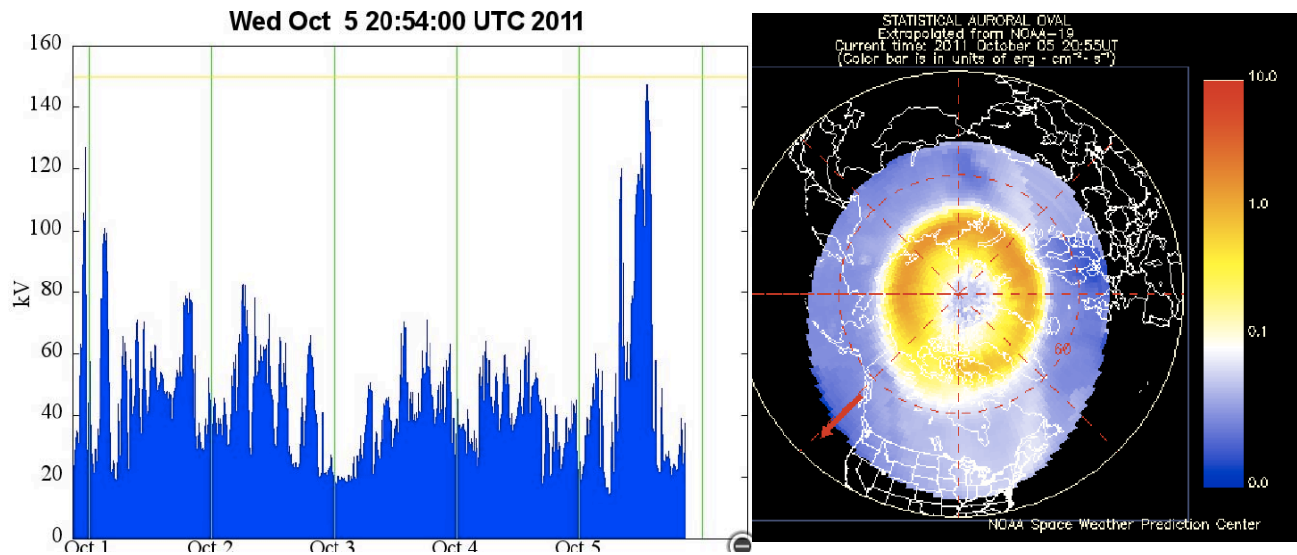 Wed Oct 5 20:54:00 UTC 2011
160
140
120
100
80
60
40
20
0
kV
Oct 1
Oct 2
Oct 3
Oct 4
Oct 5
STATISTICAL AURORAL OVAL
Extrapolated from NOAA-19
Current time: 2011 October 05 20:55UT
(Color bar is in units of erg · cm⁻² · s⁻¹)
10.0
1.0
0.1
0.0
60
NOAA Space Weather Prediction Center